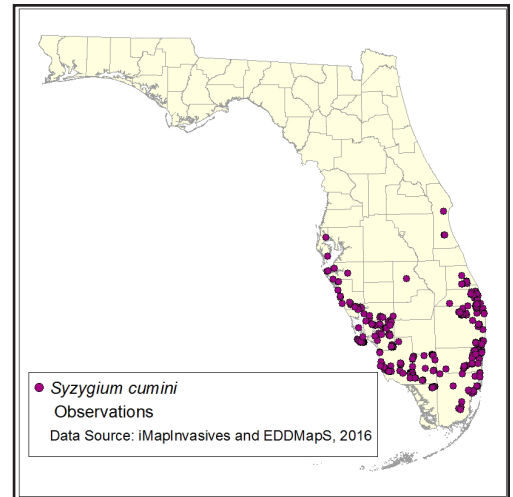 Syzygium cumini
Observations
Data Source: iMapInvasives and EDDMapS, 2016